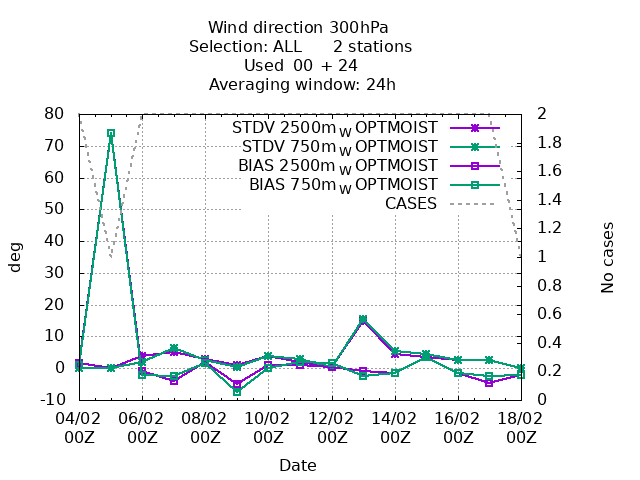 Wind direction 300hPa
Selection: ALL 2 stations
Used 00 + 24
Averaging window: 24h
STDV 2500m_W OPTMOIST
STDV 750m_W OPTMOIST
BIAS 2500m_W OPTMOIST
BIAS 750m_W OPTMOIST
CASES
deg
80
70
60
50
40
30
20
10
0
-10
No cases
2
1.8
1.6
1.4
1.2
1
0.8
0.6
0.4
0.2
0
04/02 06/02 08/02 10/02 12/02 14/02 16/02 18/02
00Z 00Z 00Z 00Z 00Z 00Z 00Z 00Z
Date